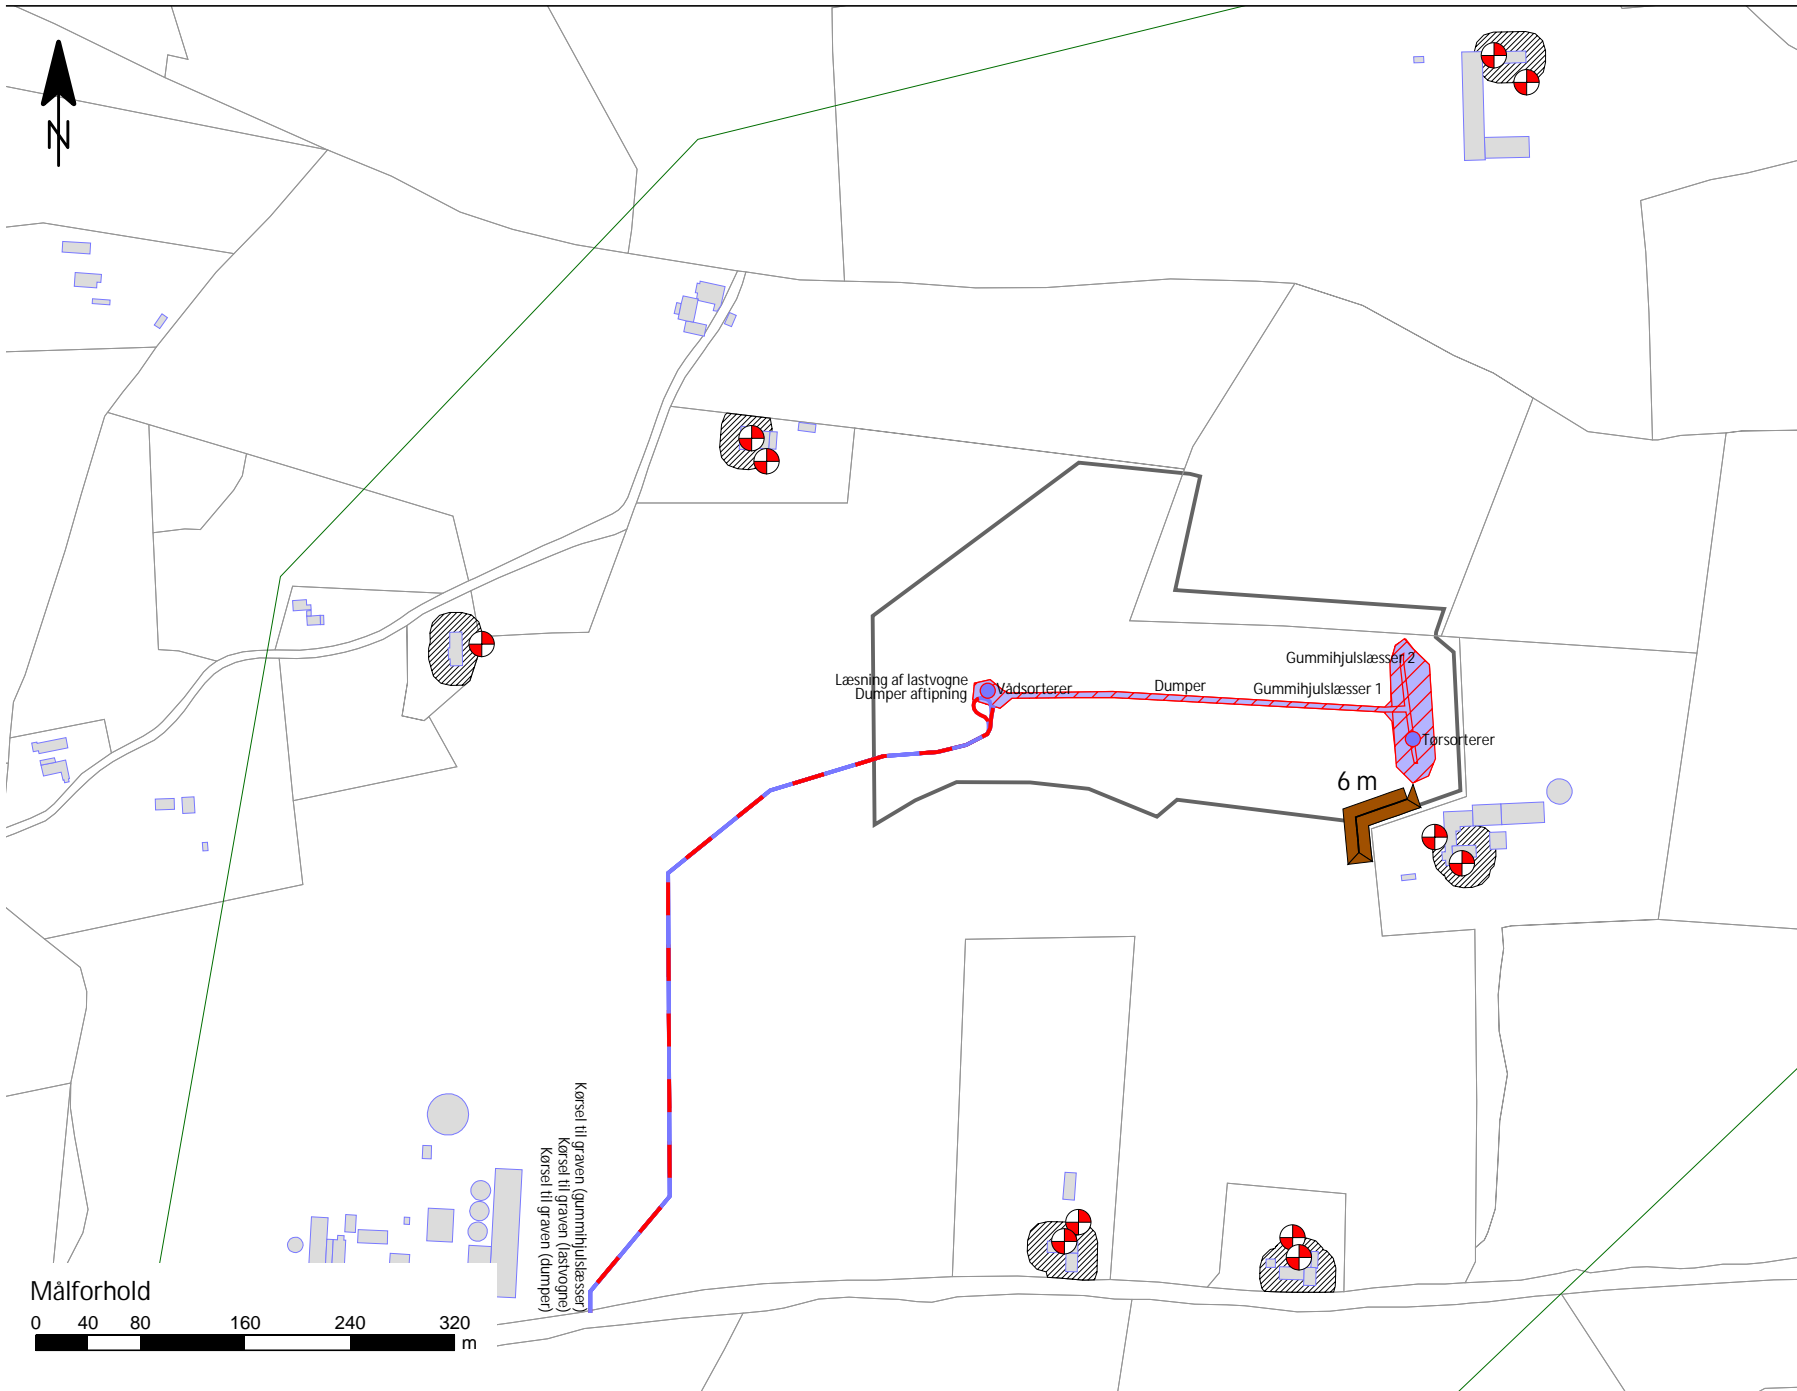 N
Gummihjulslæsser 2
Læsning af lastvogne
Dumper aftipning
Vådsorterer
Dumper
Gummihjulslæsser 1
Tørsorterer
6 m
Kørsel til graven (gummihjulslæsser)
Kørsel til graven (lastvogne)
Kørsel til graven (dumper)
Målforhold
0 40 80 160 240 320
m